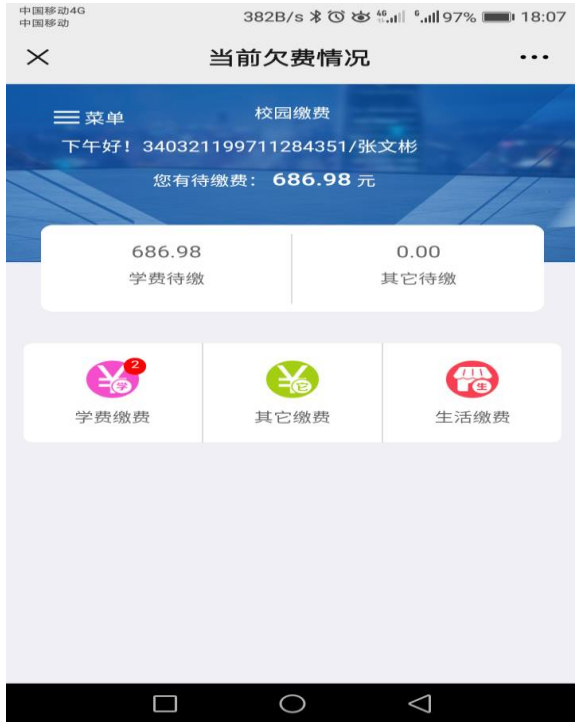 中国移动4G
中国移动
382B/s 4G 6 97% 18:07
当前欠费情况
菜单
校园缴费
下午好！340321199711284351/张文彬
您有待缴费：686.98 元
686.98
0.00
学费待缴
其它待缴
2
学
它
生
学费缴费
其它缴费
生活缴费